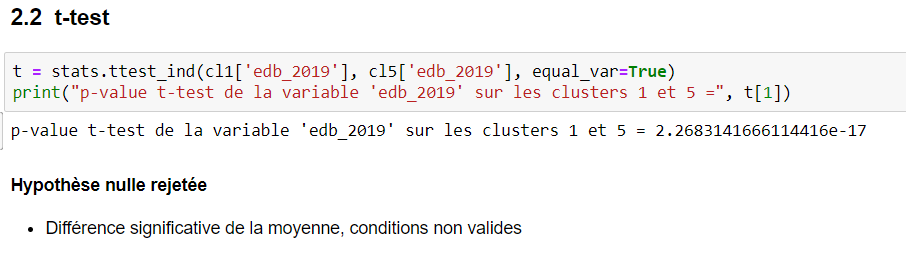 2.2 t-test
t = stats.ttest_ind(cl1['edb_2019'], cl5['edb_2019'], equal_var=True)
print("p-value t-test de la variable 'edb_2019' sur les clusters 1 et 5 =", t[1])
p-value t-test de la variable 'edb_2019' sur les clusters 1 et 5 = 2.2683141666114416e-17
Hypothèse nulle rejetée
• Différence significative de la moyenne, conditions non valides